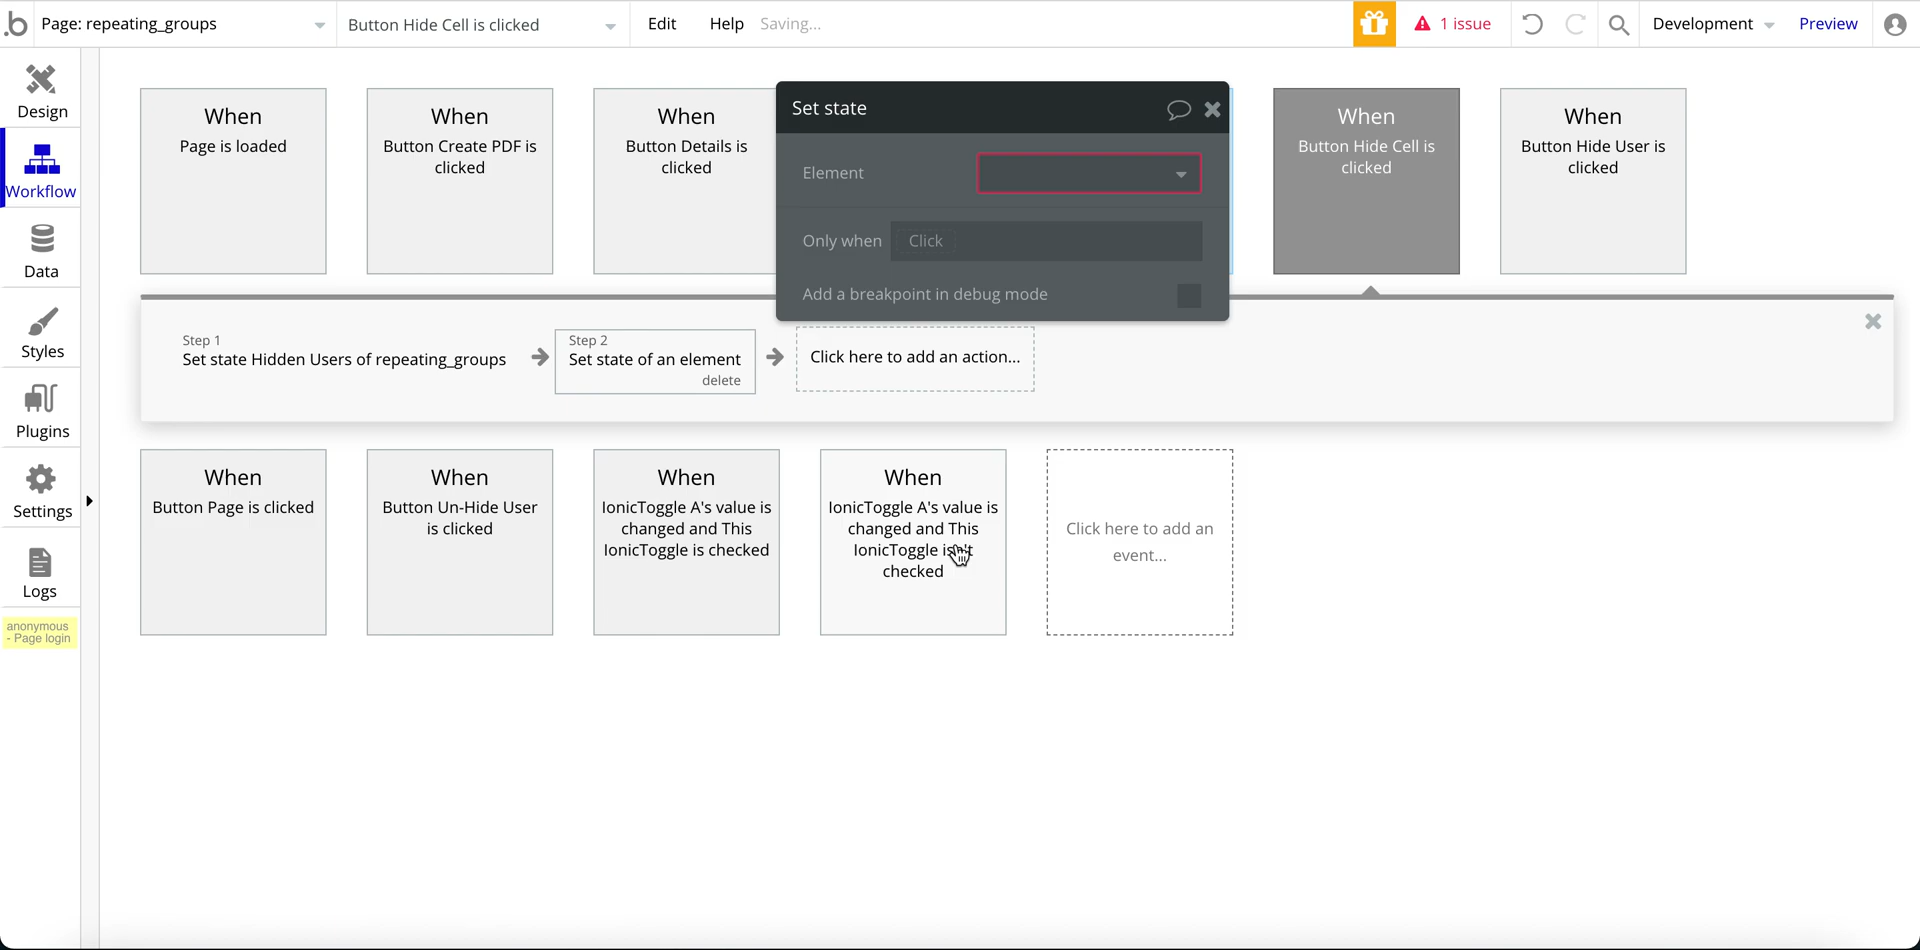 .b
Page: repeating_groups
Button Hide Cell is clicked
Edit
Help
Saving...
1 issue
Development
Preview
Design
Workflow
Data
Styles
Plugins
Settings
Logs
anonymous
- Page login
When
Page is loaded
When
Button Create PDF is
clicked
When
Button Details is
clicked
Set state
Element
Only when
Click
Add a breakpoint in debug mode
When
Button Hide Cell is
clicked
When
Button Hide User is
clicked
Step 1
Set state Hidden Users of repeating_groups
Step 2
Set state of an element
delete
Click here to add an action...
When
Button Page is clicked
When
Button Un-Hide User
is clicked
When
IonicToggle A's value is
changed and This
IonicToggle is checked
When
IonicToggle A's value is
changed and This
IonicToggle isn't
checked
Click here to add an
event...